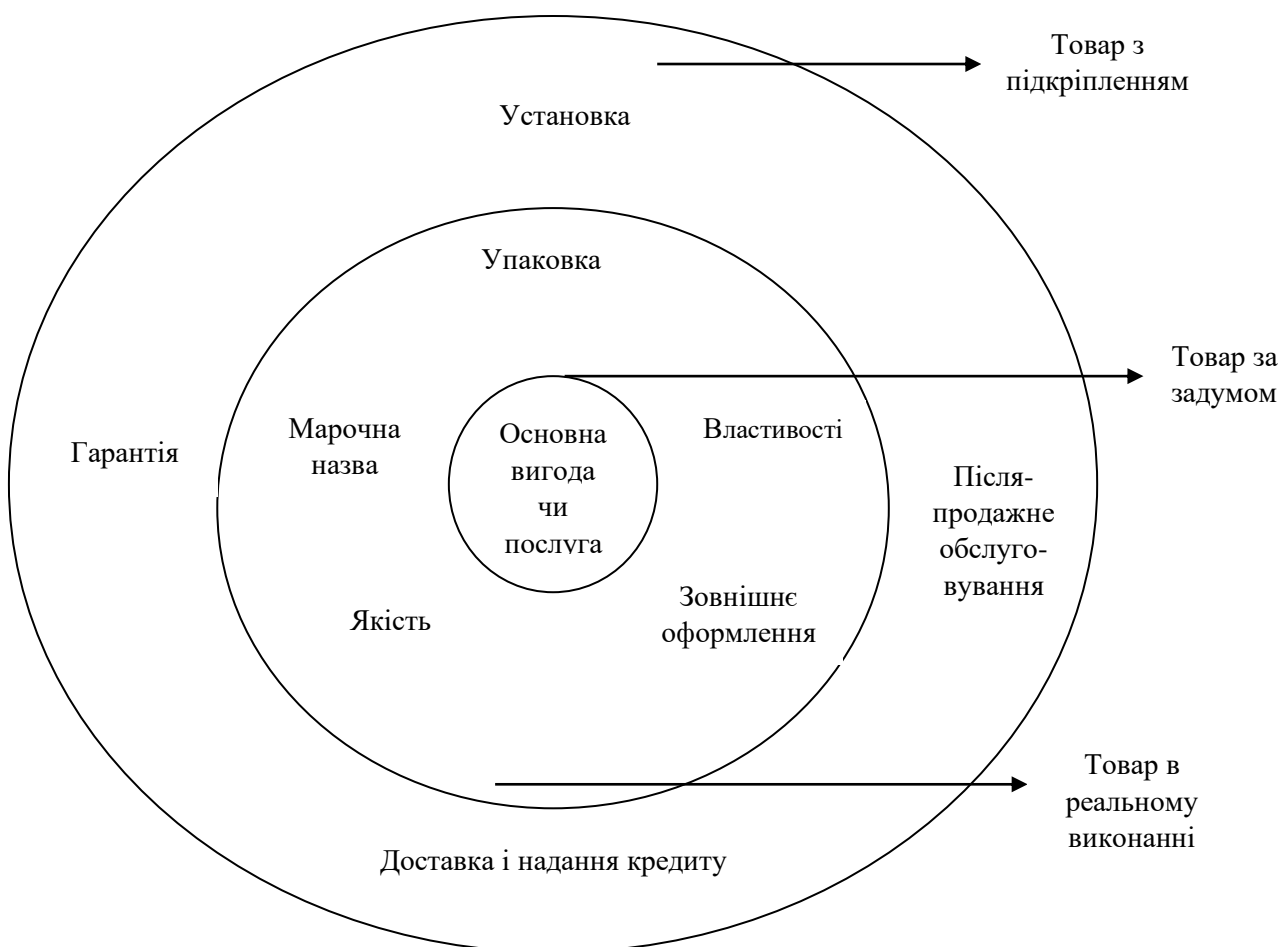 Товар з
підкріпленням
Установка
Упаковка
Товар за
задумом
Марочна
назва
Властивості
Основна
вигода
чи
послуга
Гарантія
Після-
продажне
обслуго-
вування
Якість
Зовнішнє
оформлення
Товар в
реальному
виконанні
Доставка і надання кредиту